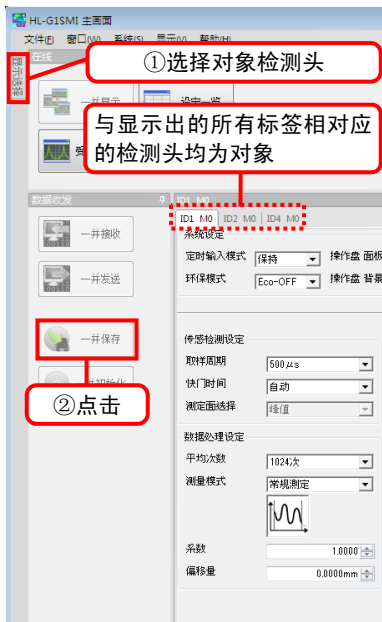 HL-G1SMI 主画面
文件(F) 窗口(W) 系统(S) 显示(V) 帮助(H)
在线
显示选择
①选择对象检测头
一并显示
设定一览
与显示出的所有标签相对应
的检测头均为对象
受
数据收发
ID1 M0
ID1 M0 ID2 M0 ID4 M0
一并接收
一并发送
一并保存
②点击
系统设定
定时输入模式 保持 操作盘 面板
环保模式 Eco-OFF 操作盘 背景
传感检测设定
取样周期 500μs
快门时间 自动
测定面选择 峰值
数据处理设定
平均次数 1024次
测量模式 常规测定
系数 1.0000
偏移量 0.0000mm